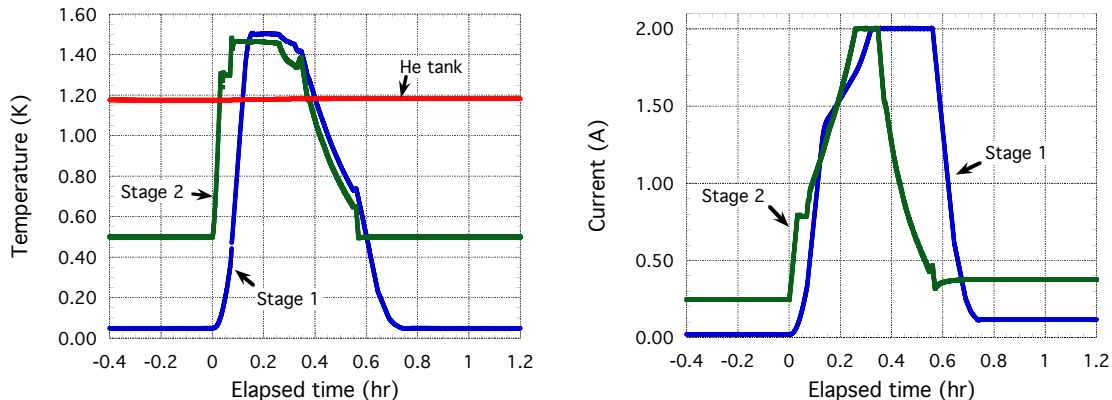 1.60
1.40
1.20
1.00
0.80
0.60
0.40
0.20
0.00
Temperature (K)
He tank
Stage 2
Stage 1
-0.4 -0.2 0 0.2 0.4 0.6 0.8 1 1.2
Elapsed time (hr)
2.00
1.50
1.00
0.50
0.00
Current (A)
Stage 1
Stage 2
-0.4 -0.2 0 0.2 0.4 0.6 0.8 1 1.2
Elapsed time (hr)